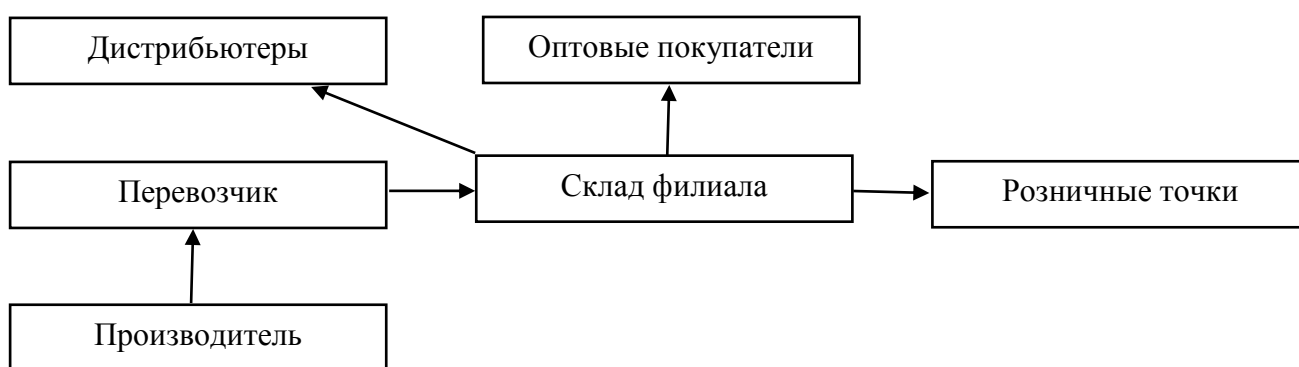 Дистрибьютеры
Оптовые покупатели
Перевозчик
Склад филиала
Розничные точки
Производитель